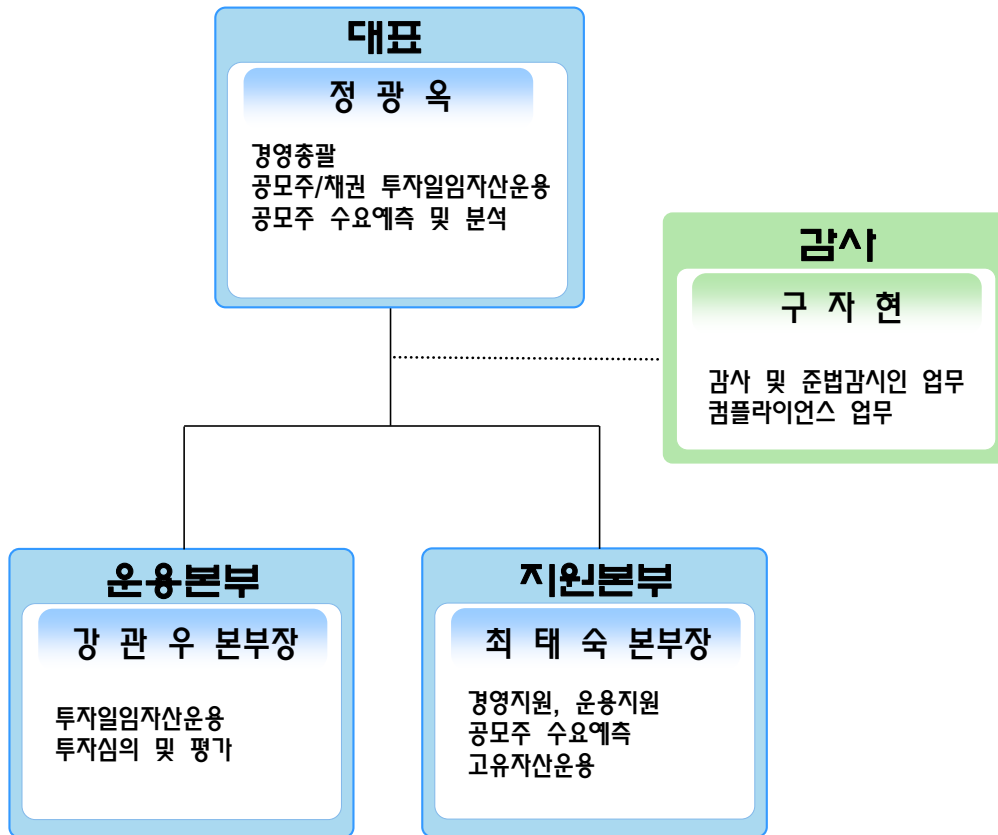 대표
정 광 옥
경영총괄
공모주/채권 투자일임자산운용
공모주 수요예측 및 분석
감사
구 자 현
감사 및 준법감시인 업무
컴플라이언스 업무
운용본부
강 관 우 본부장
투자일임자산운용
투자심의 및 평가
지원본부
최 태 숙 본부장
경영지원, 운용지원
공모주 수요예측
고유자산운용